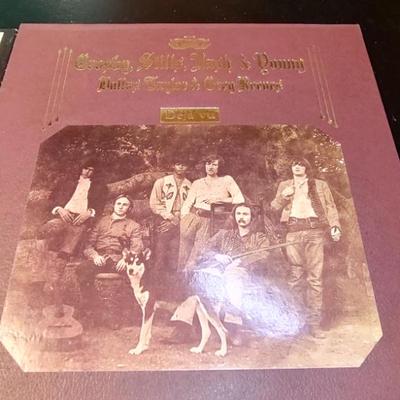 Crosby, Stills, Nash & Young
Dallas Taylor & Greg Reeves
Déjà vu